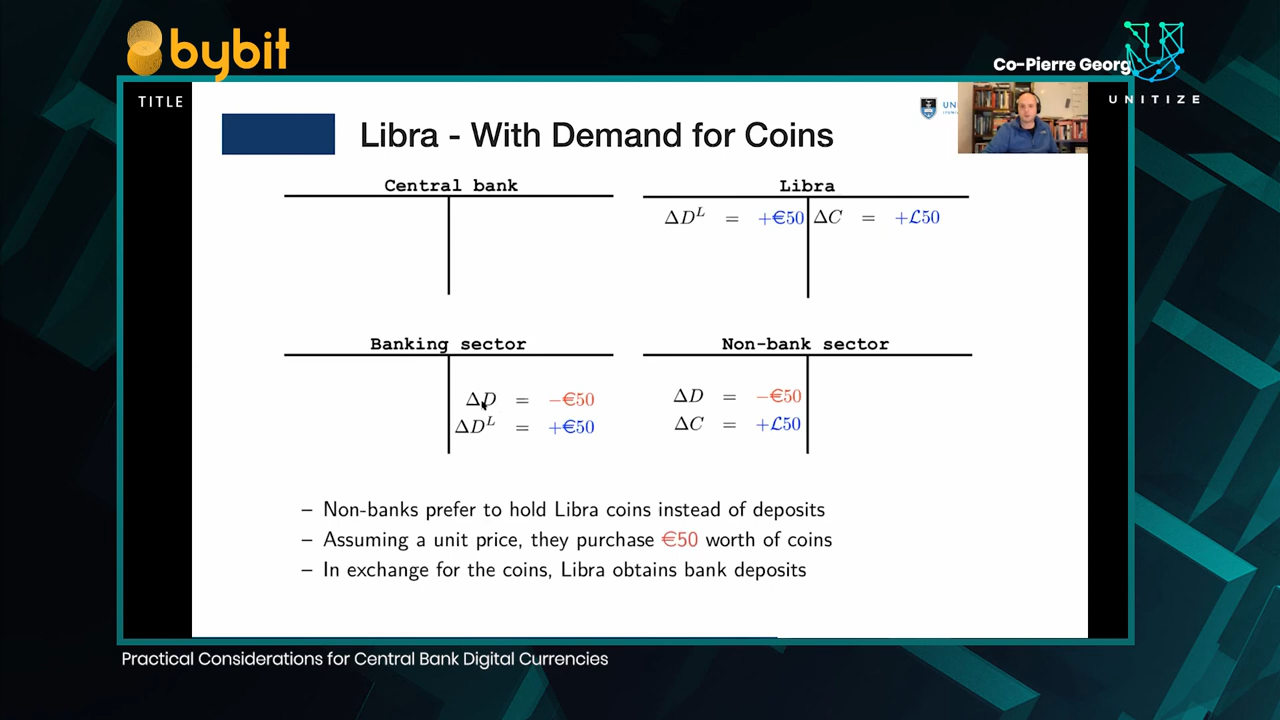 bybit
Co-Pierre Georg
UNITIZE
TITLE
UN
Libra - With Demand for Coins
Central bank
Libra
ΔD^L = +€50
ΔC = +£50
Banking sector
Non-bank sector
ΔD = −€50
ΔD^L = +€50
ΔD = −€50
ΔC = +£50
– Non-banks prefer to hold Libra coins instead of deposits
– Assuming a unit price, they purchase €50 worth of coins
– In exchange for the coins, Libra obtains bank deposits
Practical Considerations for Central Bank Digital Currencies